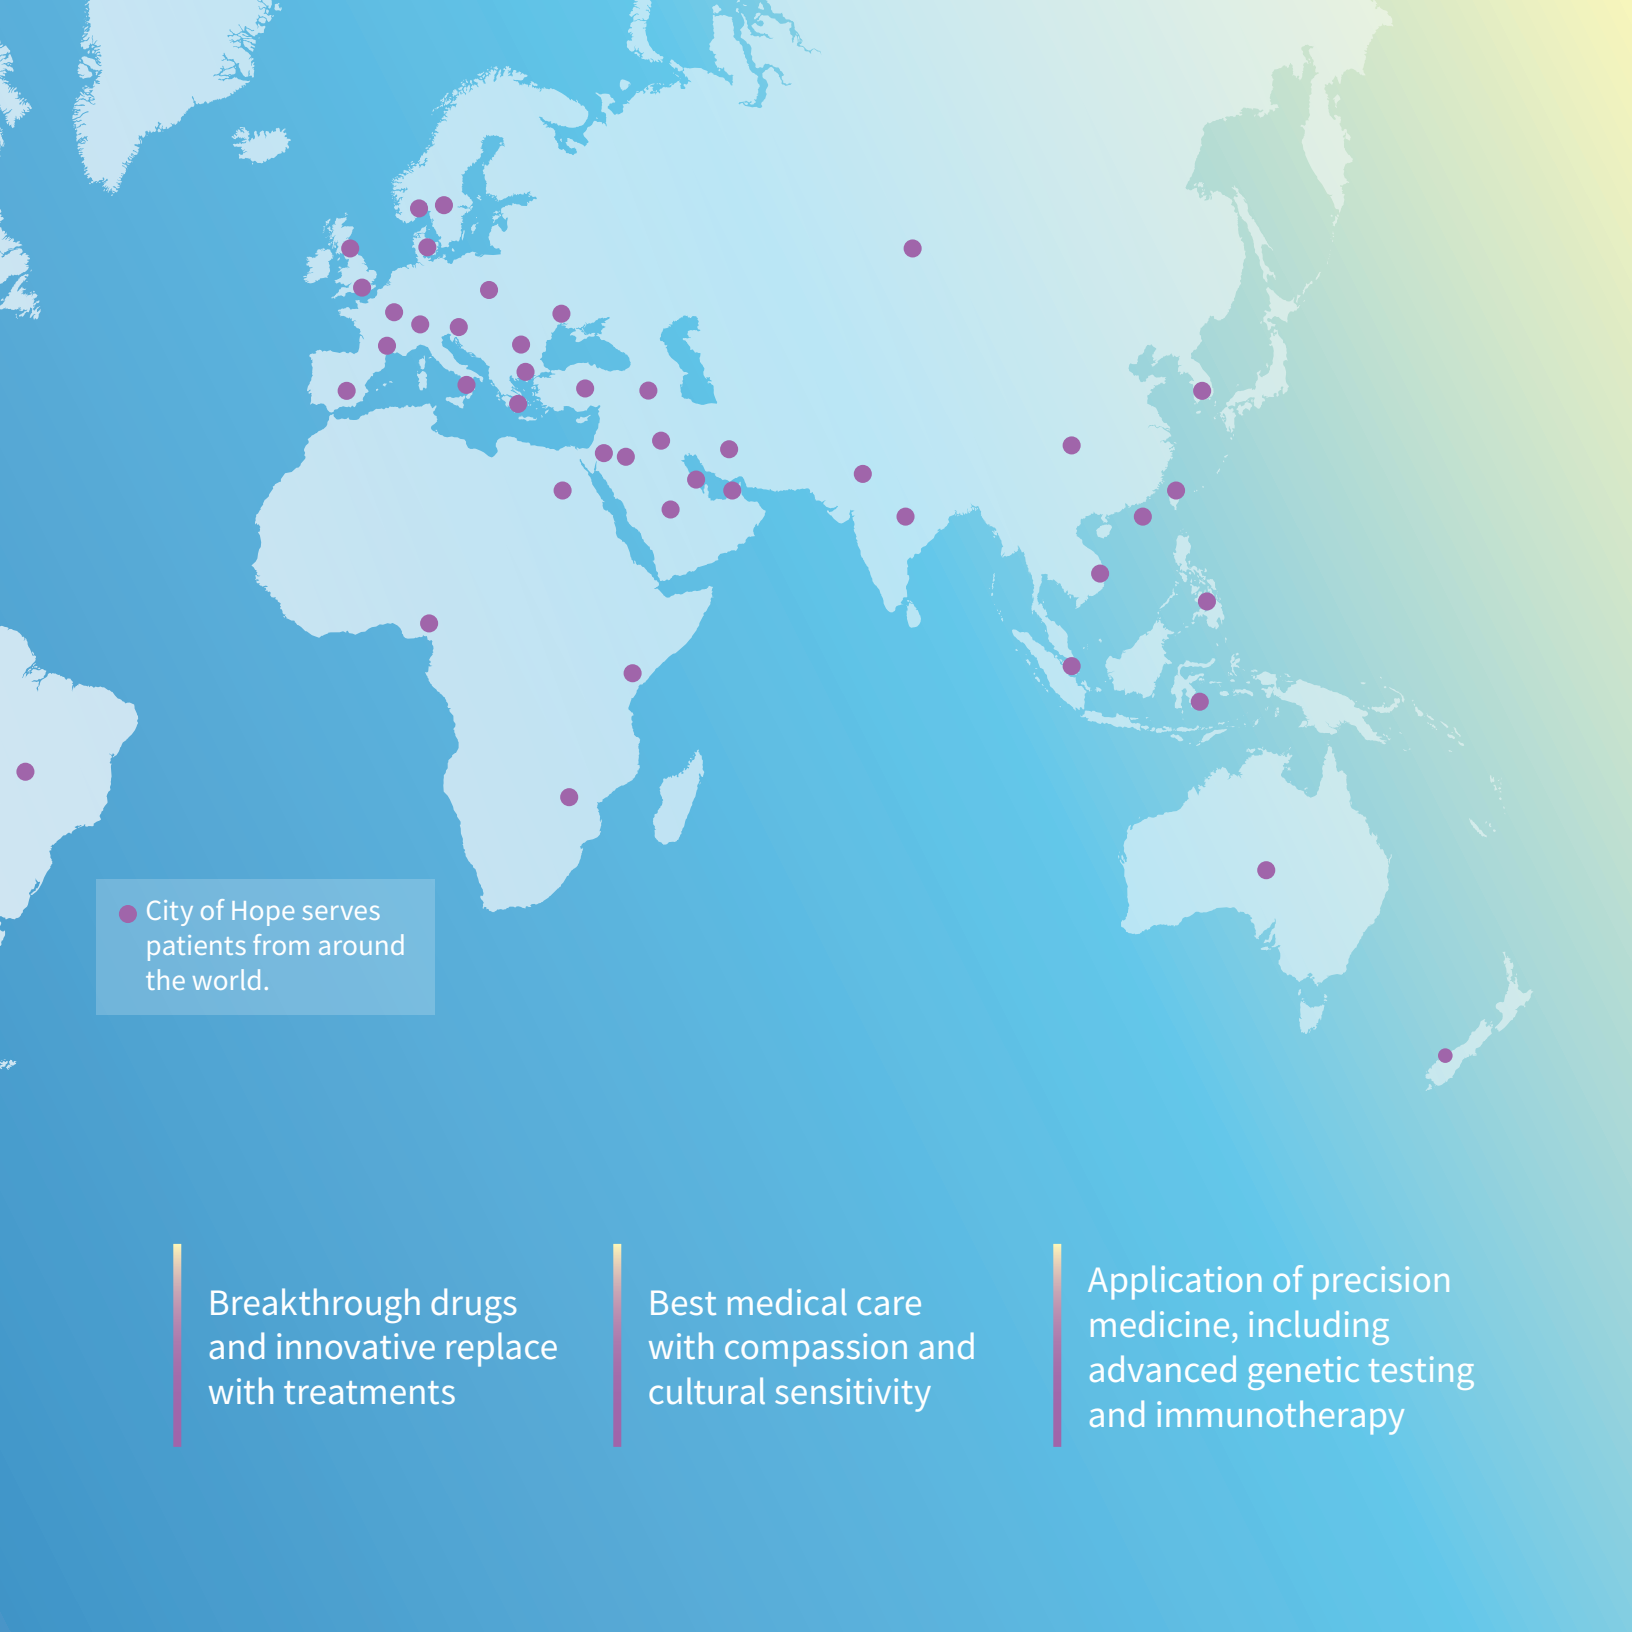 City of Hope serves
patients from around
the world.
Breakthrough drugs
and innovative replace
with treatments
Best medical care
with compassion and
cultural sensitivity
Application of precision
medicine, including
advanced genetic testing
and immunotherapy